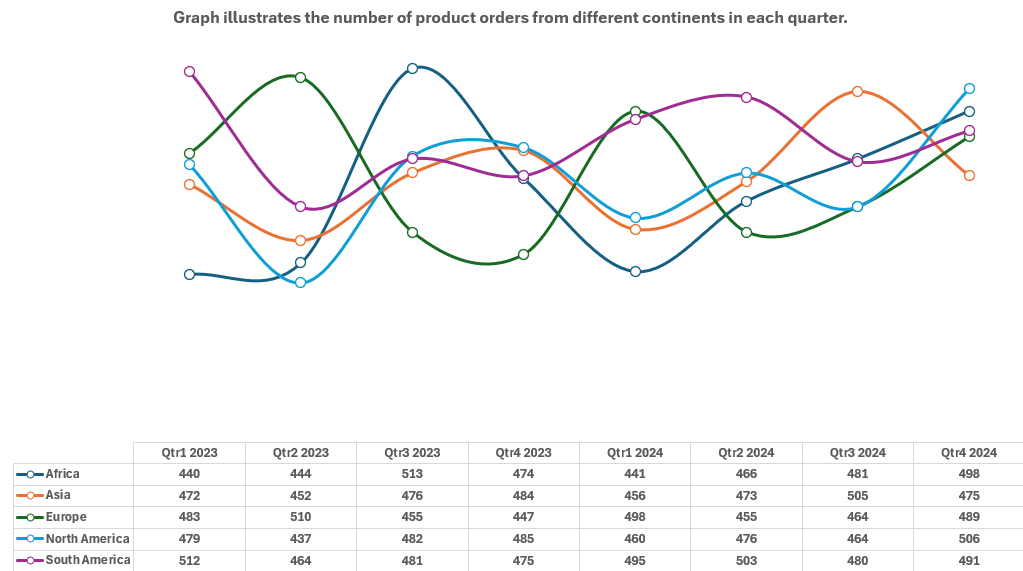 Graph illustrates the number of product orders from different continents in each quarter.
Qtr1 2023 Qtr2 2023 Qtr3 2023 Qtr4 2023 Qtr1 2024 Qtr2 2024 Qtr3 2024 Qtr4 2024
Africa 440 444 513 474 441 466 481 498
Asia 472 452 476 484 456 473 505 475
Europe 483 510 455 447 498 455 464 489
North America 479 437 482 485 460 476 464 506
South America 512 464 481 475 495 503 480 491